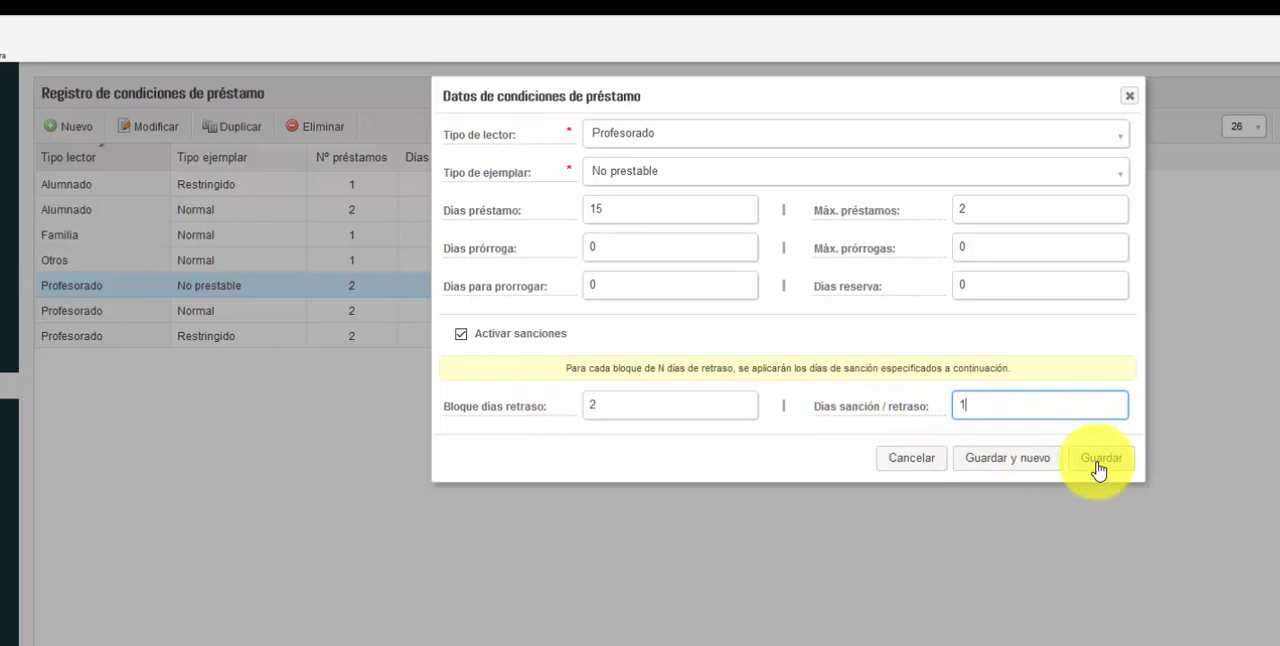 ra
Registro de condiciones de préstamo
Nuevo Modificar Duplicar Eliminar 26
Tipo lector Tipo ejemplar Nº préstamos Días
Alumnado Restringido 1
Alumnado Normal 2
Familia Normal 1
Otros Normal 1
Profesorado No prestable 2
Profesorado Normal 2
Profesorado Restringido 2
Datos de condiciones de préstamo
Tipo de lector: * Profesorado
Tipo de ejemplar: * No prestable
Días préstamo: 15 | Máx. préstamos: 2
Días prórroga: 0 | Máx. prórrogas: 0
Días para prorrogar: 0 | Días reserva: 0
Activar sanciones
Para cada bloque de N días de retraso, se aplicarán los días de sanción especificados a continuación.
Bloque días retraso: 2 | Días sanción / retraso: 1
Cancelar Guardar y nuevo Guardar